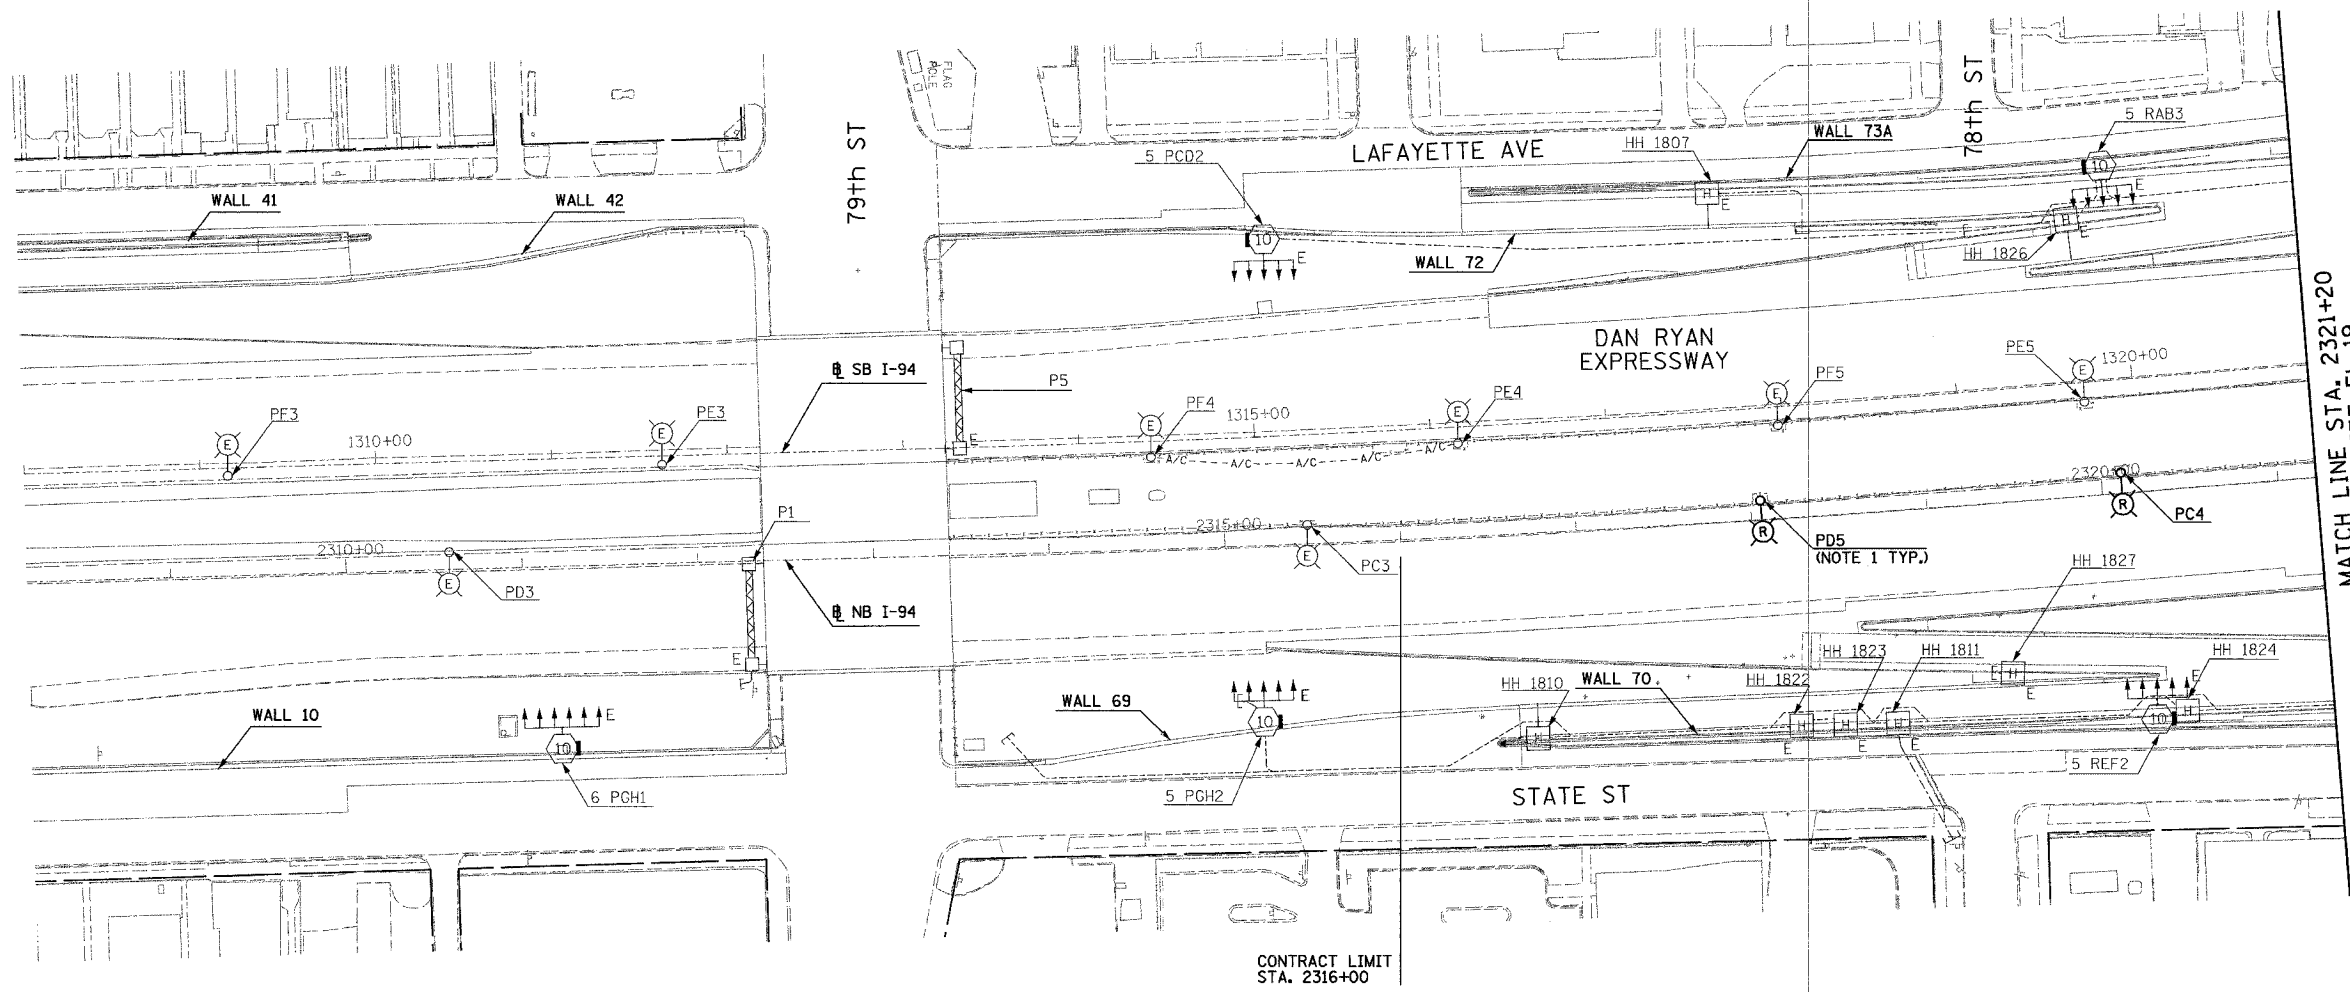 FLAG
POLE
79th ST
78th ST
5 RAB3
WALL 73A
HH 1807
LAFAYETTE AVE
5 PCD2
10
H
E
WALL 41
WALL 42
10
E
H
E
E
E
HH 1826
WALL 72
DAN RYAN
EXPRESSWAY
MATCH LINE STA. 2321+20
PE5
1320+00
E
PF5
E
℄ SB I-94
P5
PF4
1315+00
E
PE4
E
PF3
E
1310+00
PE3
E
E
A/C
A/C
A/C
A/C
A/C
2320+00
R
PC4
P1
2315+00
E
PC3
R
PD5
(NOTE 1 TYP.)
2310+00
E
PD3
℄ NB I-94
HH 1827
HH 1823
HH 1811
HH 1824
HH 1822
HH 1810
WALL 70
E
E
E
H
E
E
WALL 69
E
E
10
WALL 10
E
10
H
H
H
H
10
H
E
E
E
E
5 REF2
6 PGH1
5 PGH2
STATE ST
CONTRACT LIMIT
STA. 2316+00